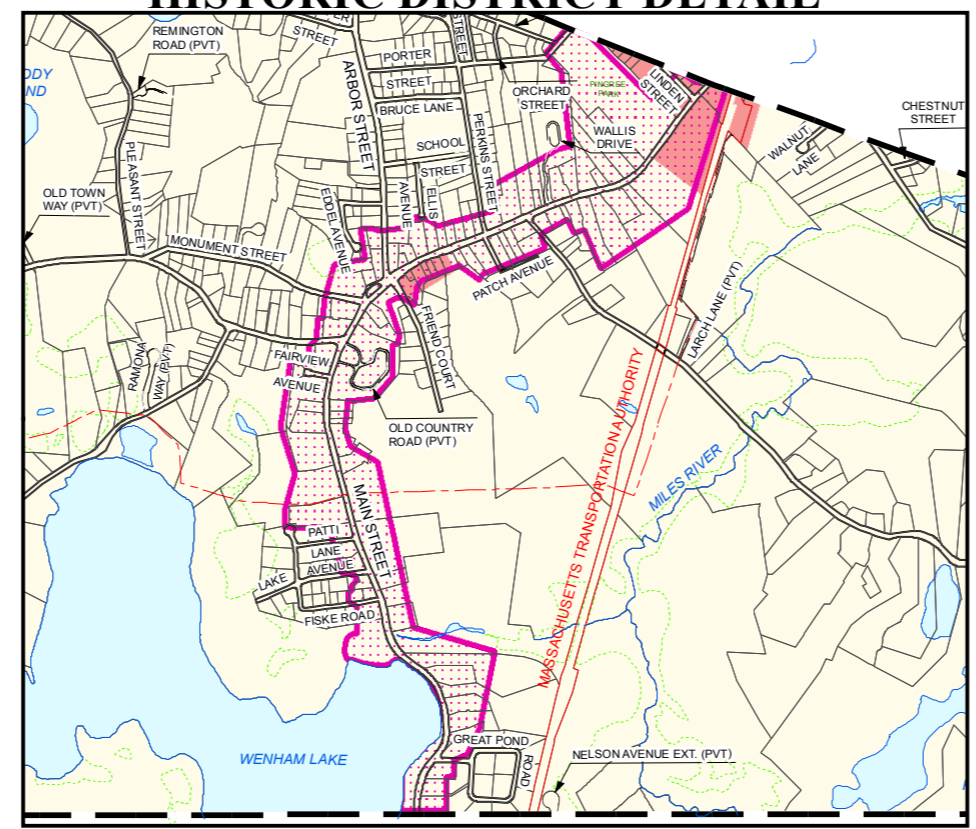 HISTORIC DISTRICT DETAIL
REMINGTON
ROAD (PVT)
STREET
STREET
PORTER
STREET
BRUCE LANE
ARBOR STREET
SCHOOL
STREET
AVENUE
ELLIS
PERKINS STREET
ORCHARD
STREET
PINGREE
PARK
LINDEN
STREET
WALLIS
DRIVE
WALNUT
LANE
CHESTNUT
STREET
OLD TOWN
WAY (PVT)
PLEASANT STREET
MONUMENT STREET
EDDEL AVENUE
PATCH AVENUE
FRIEND COURT
LARCH LANE (PVT)
RAMONA
WAY (PVT)
FAIRVIEW
AVENUE
OLD COUNTRY
ROAD (PVT)
MASSACHUSETTS TRANSPORTATION AUTHORITY
MILES RIVER
MAIN STREET
PATTI
LANE
LAKE
AVENUE
FISKE ROAD
WENHAM LAKE
GREAT POND
ROAD
NELSON AVENUE EXT. (PVT)